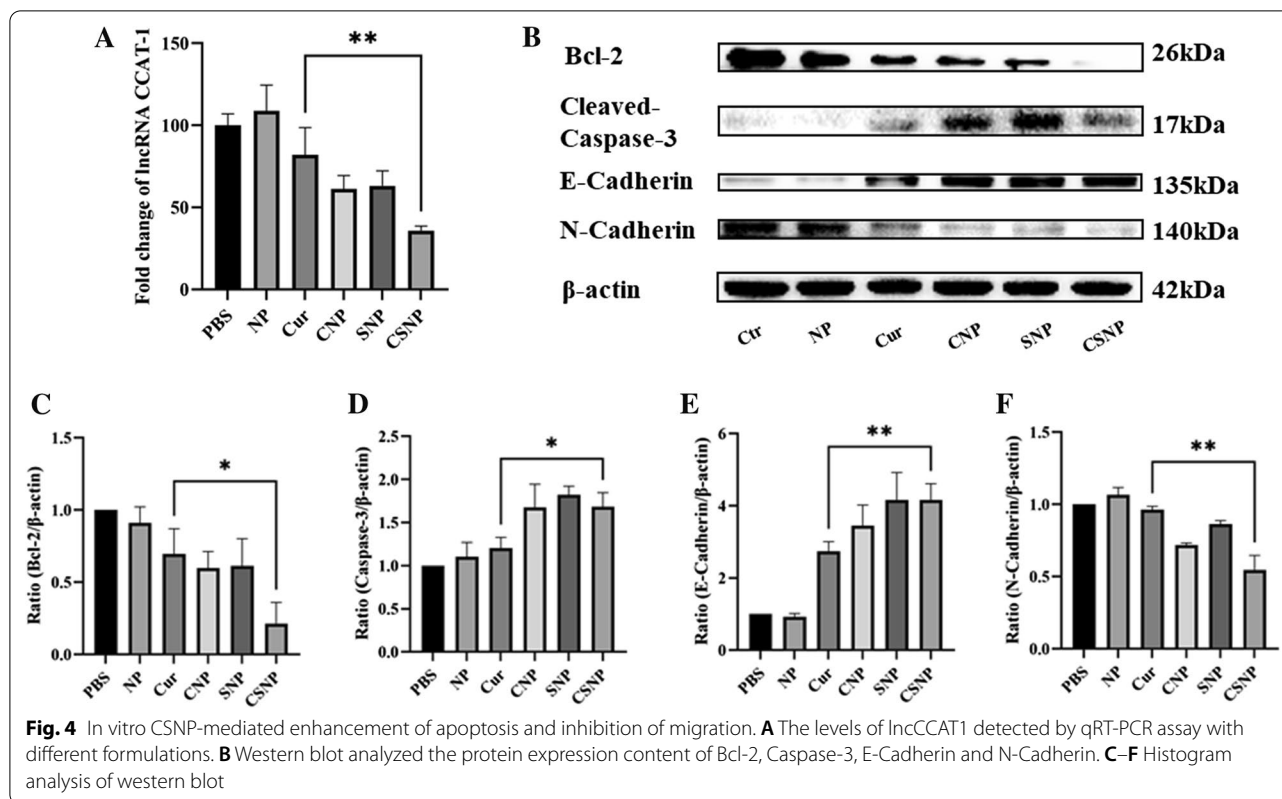 A
Fold change of lncRNA CCAT-1
150
100
50
0
**
PBS
NP
Cur
CNP
SNP
CSNP
B
Bcl-2
26kDa
Cleaved-
Caspase-3
17kDa
E-Cadherin
135kDa
N-Cadherin
140kDa
β-actin
42kDa
Ctr
NP
Cur
CNP
SNP
CSNP
C
Ratio (Bcl-2/β-actin)
1.5
1.0
0.5
0.0
*
PBS
NP
Cur
CNP
SNP
CSNP
D
Ratio (Caspase-3/β-actin)
2.5
2.0
1.5
1.0
0.5
0.0
*
PBS
NP
Cur
CNP
SNP
CSNP
E
Ratio (E-Cadherin/β-actin)
6
4
2
0
**
PBS
NP
Cur
CNP
SNP
CSNP
F
Ratio (N-Cadherin/β-actin)
1.5
1.0
0.5
0.0
**
PBS
NP
Cur
CNP
SNP
CSNP
Fig. 4 In vitro CSNP-mediated enhancement of apoptosis and inhibition of migration. A The levels of lncCCAT1 detected by qRT-PCR assay with
different formulations. B Western blot analyzed the protein expression content of Bcl-2, Caspase-3, E-Cadherin and N-Cadherin. C–F Histogram
analysis of western blot